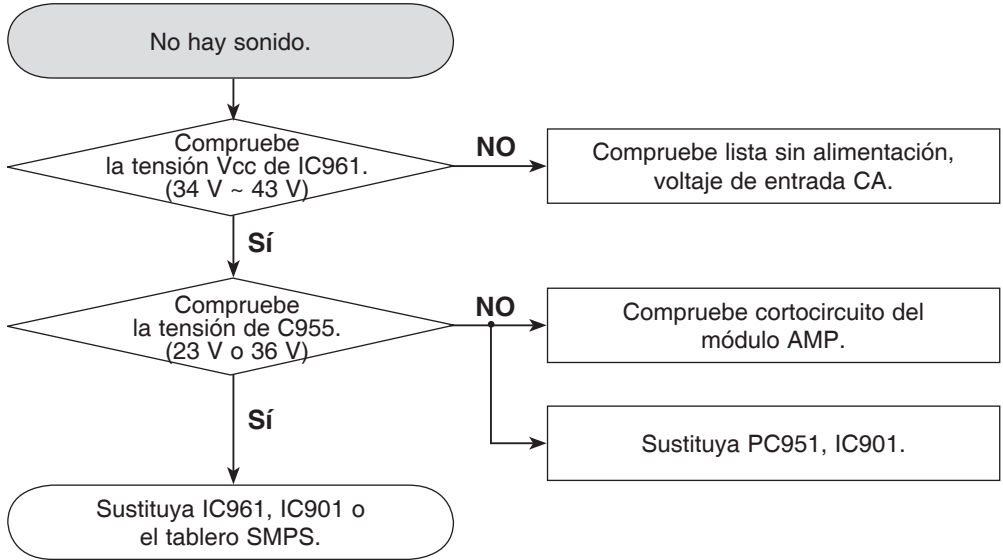 No hay sonido.
Compruebe
la tensión Vcc de IC961.
(34 V ~ 43 V)
NO
Compruebe lista sin alimentación,
voltaje de entrada CA.
Sí
Compruebe
la tensión de C955.
(23 V o 36 V)
NO
Compruebe cortocircuito del
módulo AMP.
Sí
Sustituya PC951, IC901.
Sustituya IC961, IC901 o
el tablero SMPS.